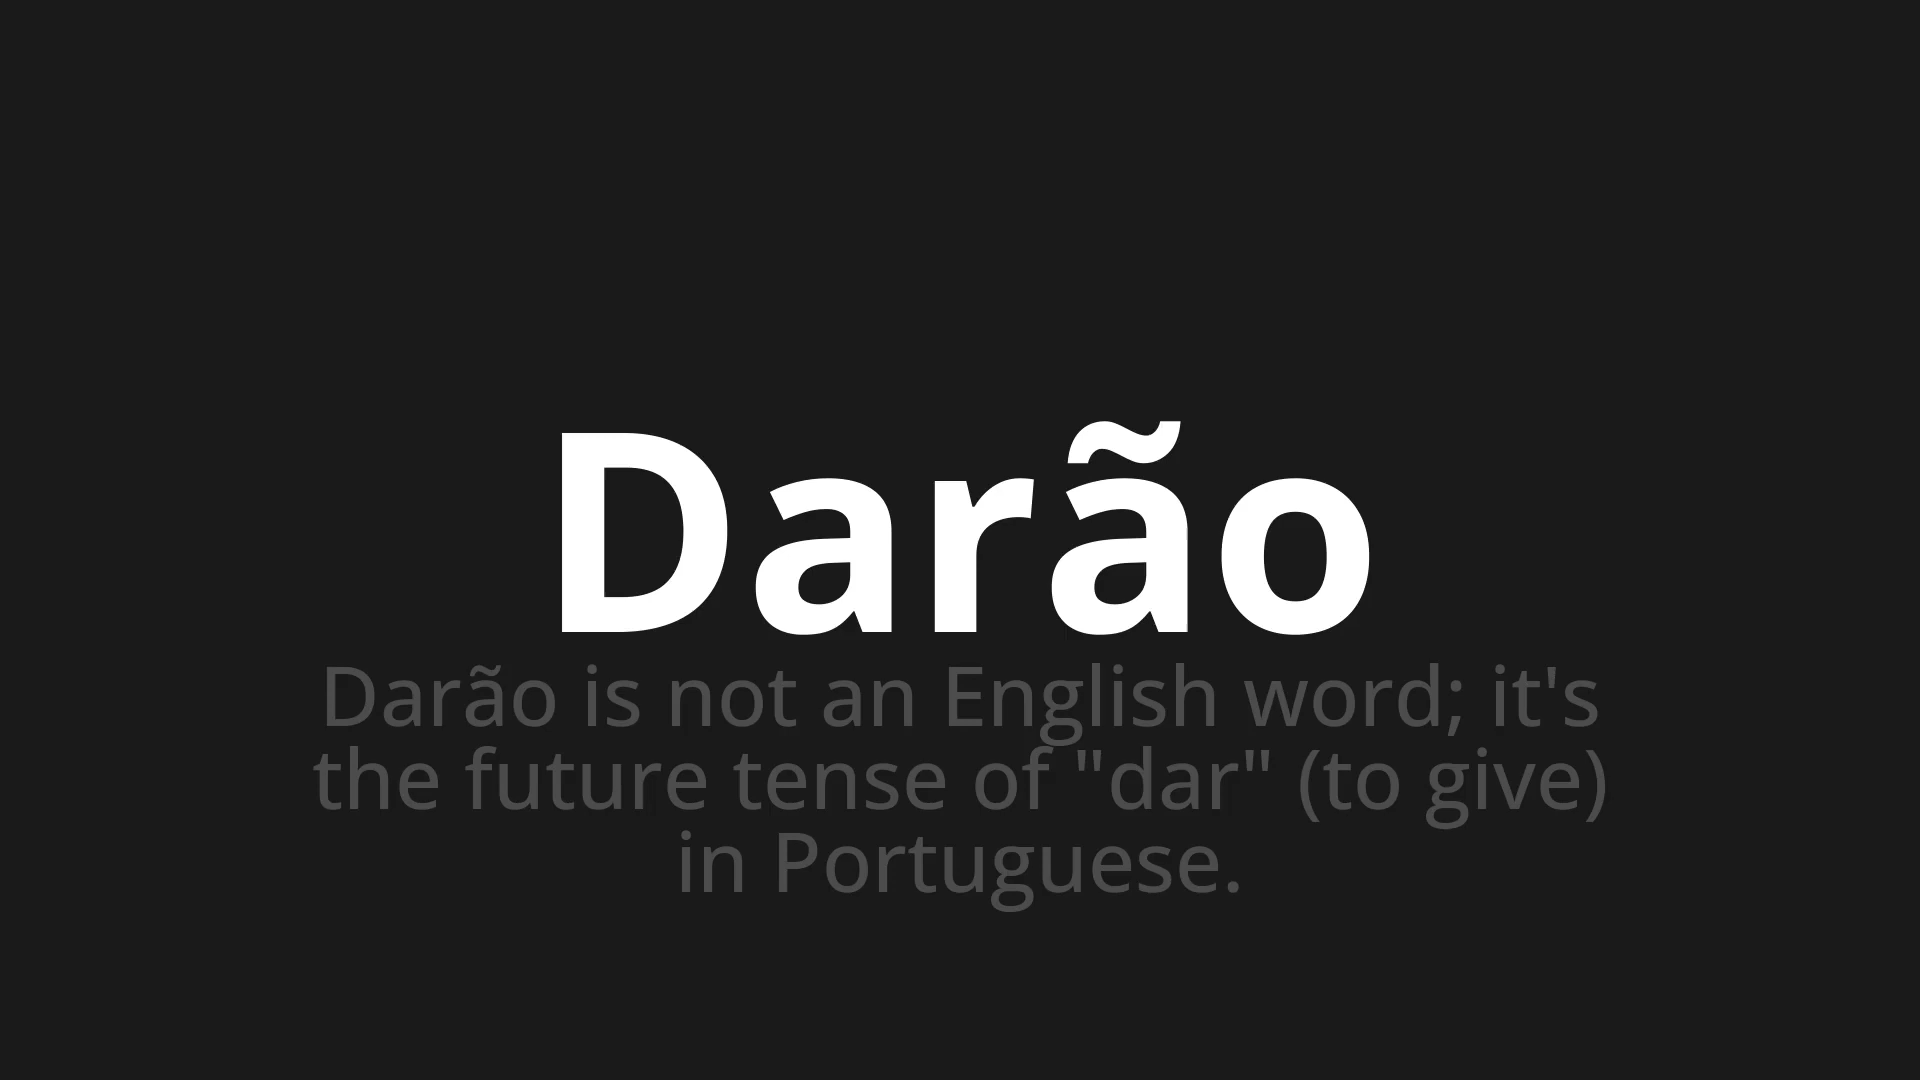 Darão
Darão is not an English word; it's
the future tense of "dar" (to give)
in Portuguese.